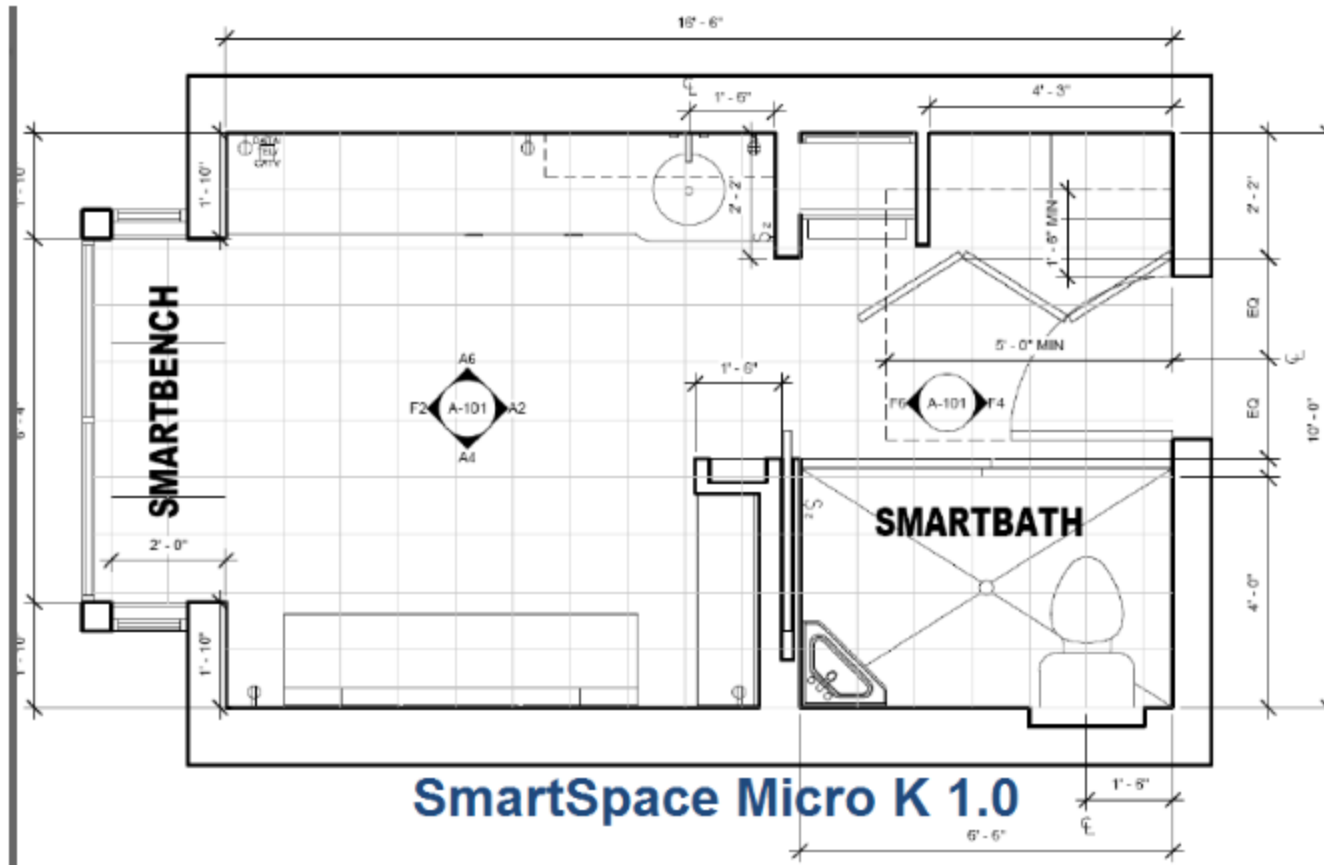 16' - 6"
1' - 6"
4' - 3"
DATA
CATV
1' - 10"
1' - 10"
2' - 2"
1' - 6" MIN
2' - 2"
SMARTBENCH
A6
F2 A-101 A2
A4
1' - 6"
5' - 0" MIN
F6 A-101 F4
EQ
EQ
10' - 0"
SMARTBATH
2' - 0"
4' - 0"
1' - 10"
1' - 10"
SmartSpace Micro K 1.0
1' - 6"
6' - 6"